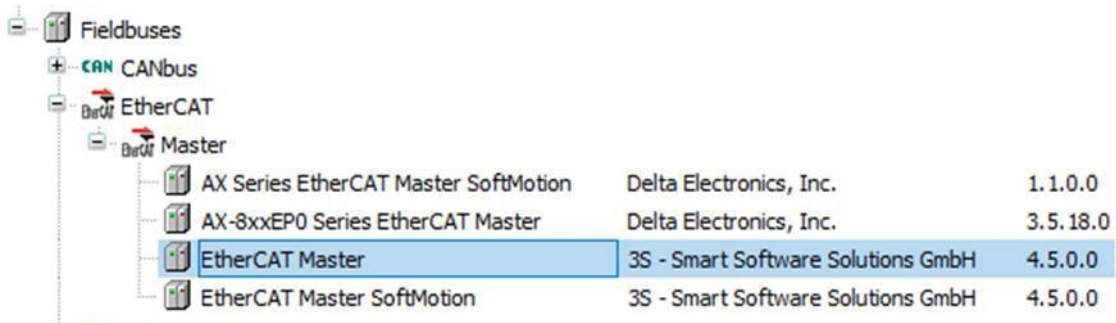 Fieldbuses
CAN CANbus
EtherCAT EtherCAT
EtherCAT Master
AX Series EtherCAT Master SoftMotion Delta Electronics, Inc. 1.1.0.0
AX-8xxEP0 Series EtherCAT Master Delta Electronics, Inc. 3.5.18.0
EtherCAT Master 3S - Smart Software Solutions GmbH 4.5.0.0
EtherCAT Master SoftMotion 3S - Smart Software Solutions GmbH 4.5.0.0